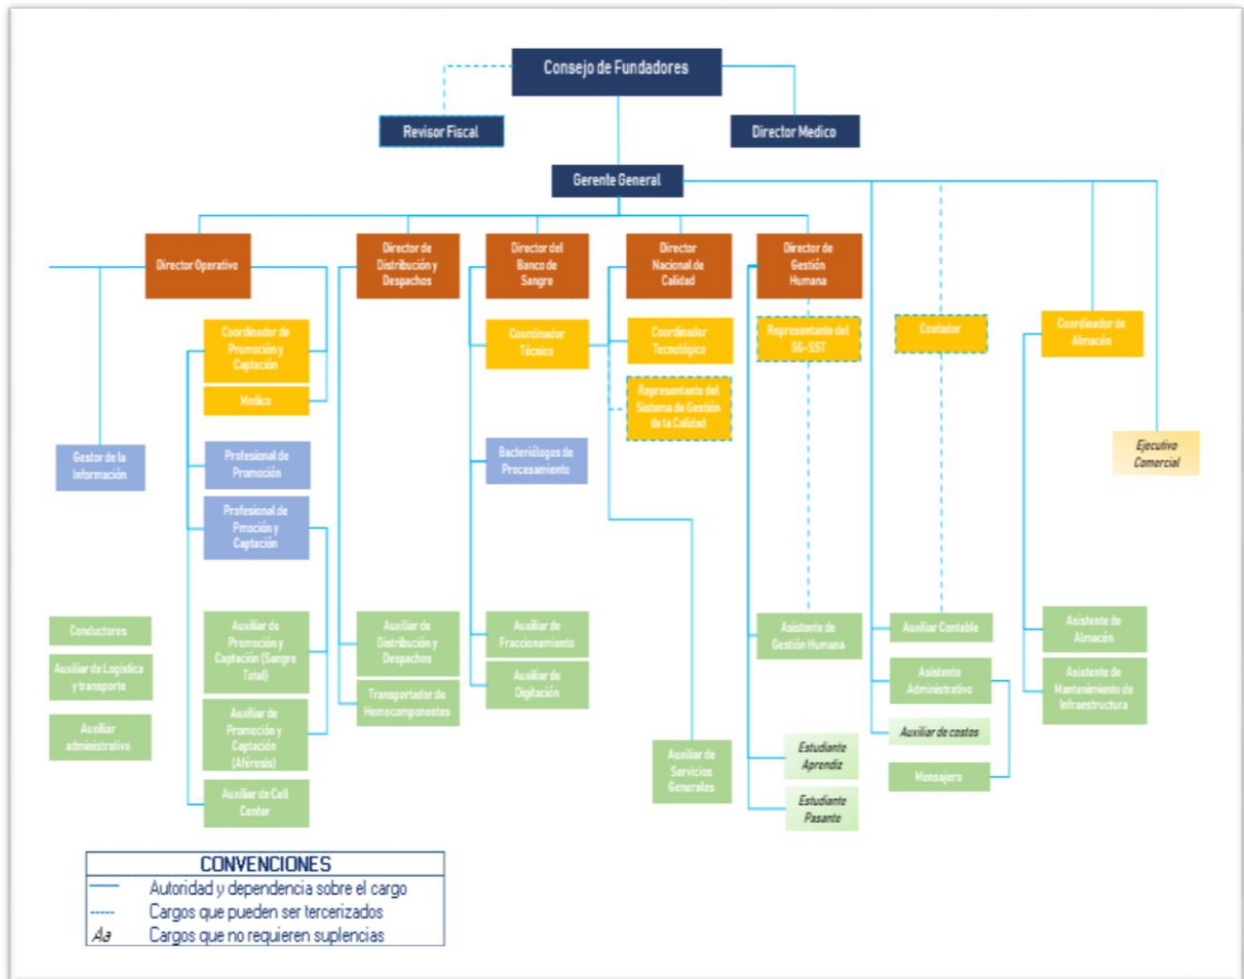 Consejo de Fundadores
Revisor Fiscal
Director Medico
Gerente General
Director Operativo
Director de
Distribución y
Despachos
Director del
Banco de
Sangre
Director
Nacional de
Calidad
Director de
Gestión
Humana
Coordinador de
Promoción y
Captación
Medico
Coordinador
Técnico
Coordinador
Tecnológico
Representante del
Sistema de Gestión
de la Calidad
Representante del
SG-SST
Contador
Coordinador de
Almacén
Gestor de la
Información
Profesional de
Promoción
Profesional de
Pmoción y
Captación
Bacteriólogos de
Procesamiento
Ejecutivo
Comercial
Conductores
Auxiliar de Logística
y transporte
Auxiliar
administrativo
Auxiliar de
Promoción y
Captación (Sangre
Total)
Auxiliar de
Promoción y
Captación
(Aféresis)
Auxiliar de Call
Center
Auxiliar de
Distribución y
Despachos
Transportador de
Hemocomponentes
Auxiliar de
Fraccionamiento
Auxiliar de
Digitación
Auxiliar de
Servicios
Generales
Asistente de
Gestión Humana
Estudiante
Aprendiz
Estudiante
Pasante
Auxiliar Contable
Asistente
Administrativo
Auxiliar de costos
Mensajero
Asistente de
Almacén
Asistente de
Mantenimiento de
Infraestructura
CONVENCIONES
Autoridad y dependencia sobre el cargo
Cargos que pueden ser tercerizados
Aa Cargos que no requieren suplencias